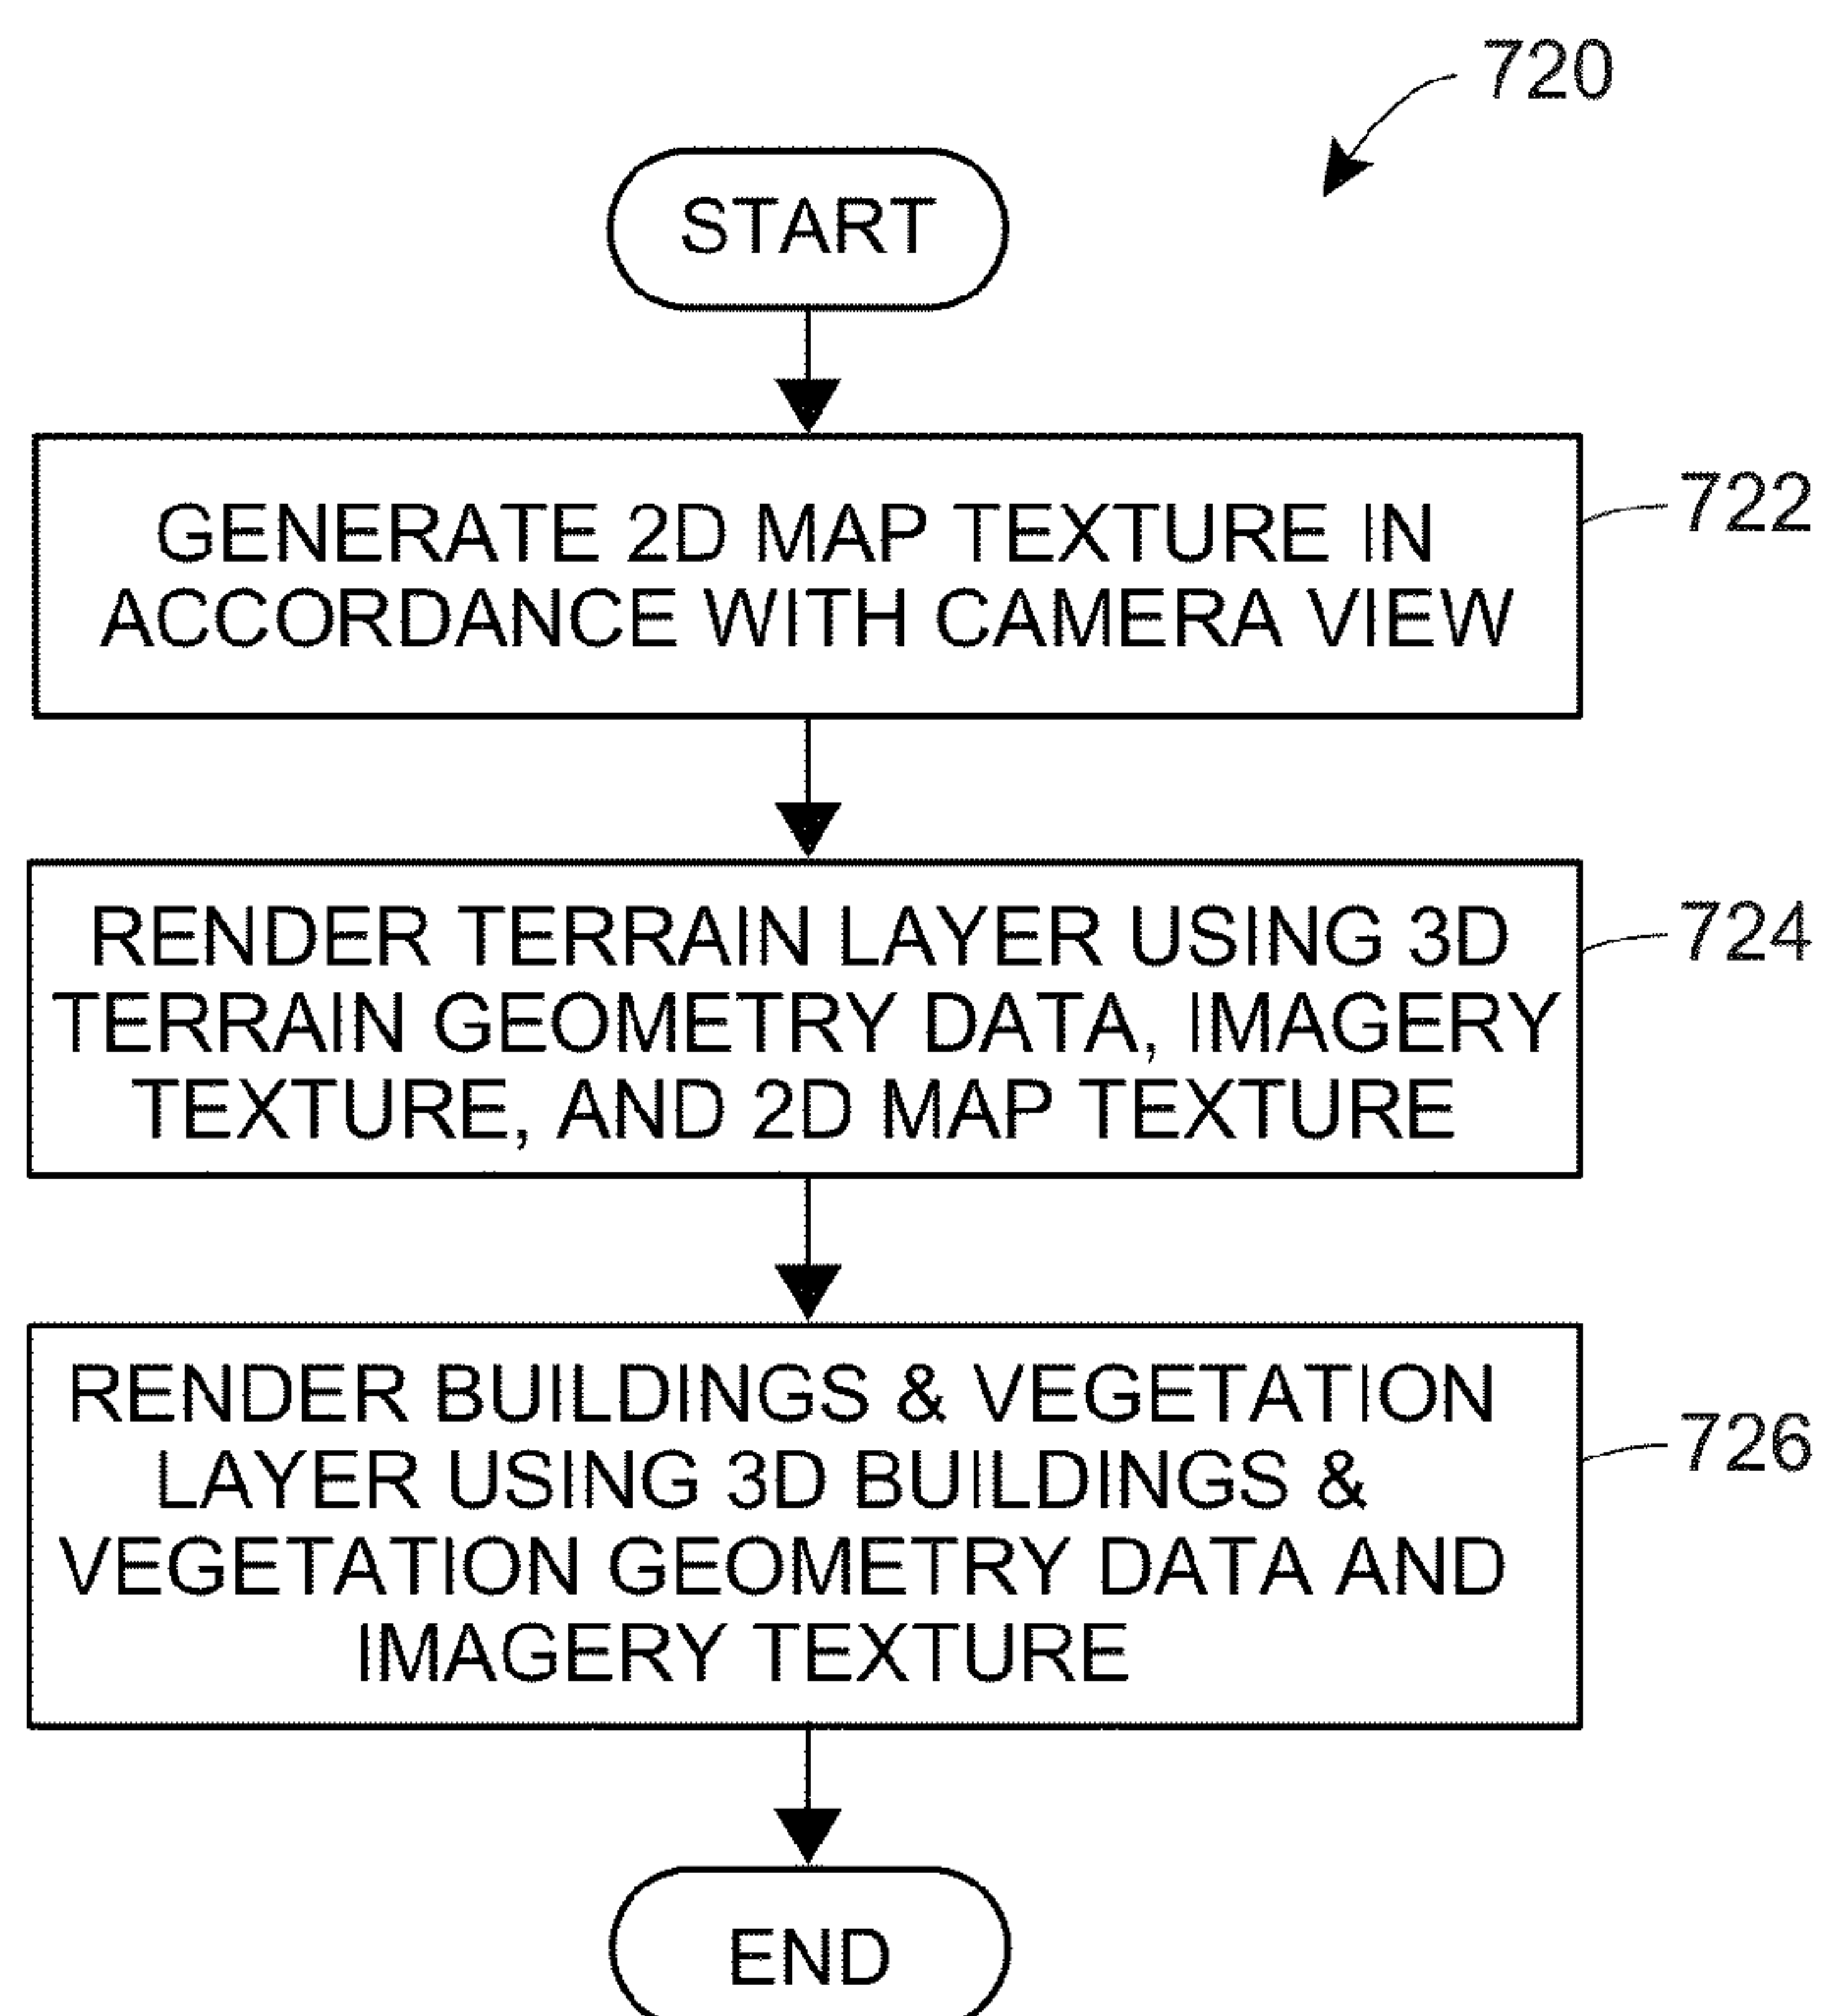 720
START
GENERATE 2D MAP TEXTURE IN
ACCORDANCE WITH CAMERA VIEW
722
RENDER TERRAIN LAYER USING 3D
TERRAIN GEOMETRY DATA, IMAGERY
TEXTURE, AND 2D MAP TEXTURE
724
RENDER BUILDINGS & VEGETATION
LAYER USING 3D BUILDINGS &
VEGETATION GEOMETRY DATA AND
IMAGERY TEXTURE
726
END